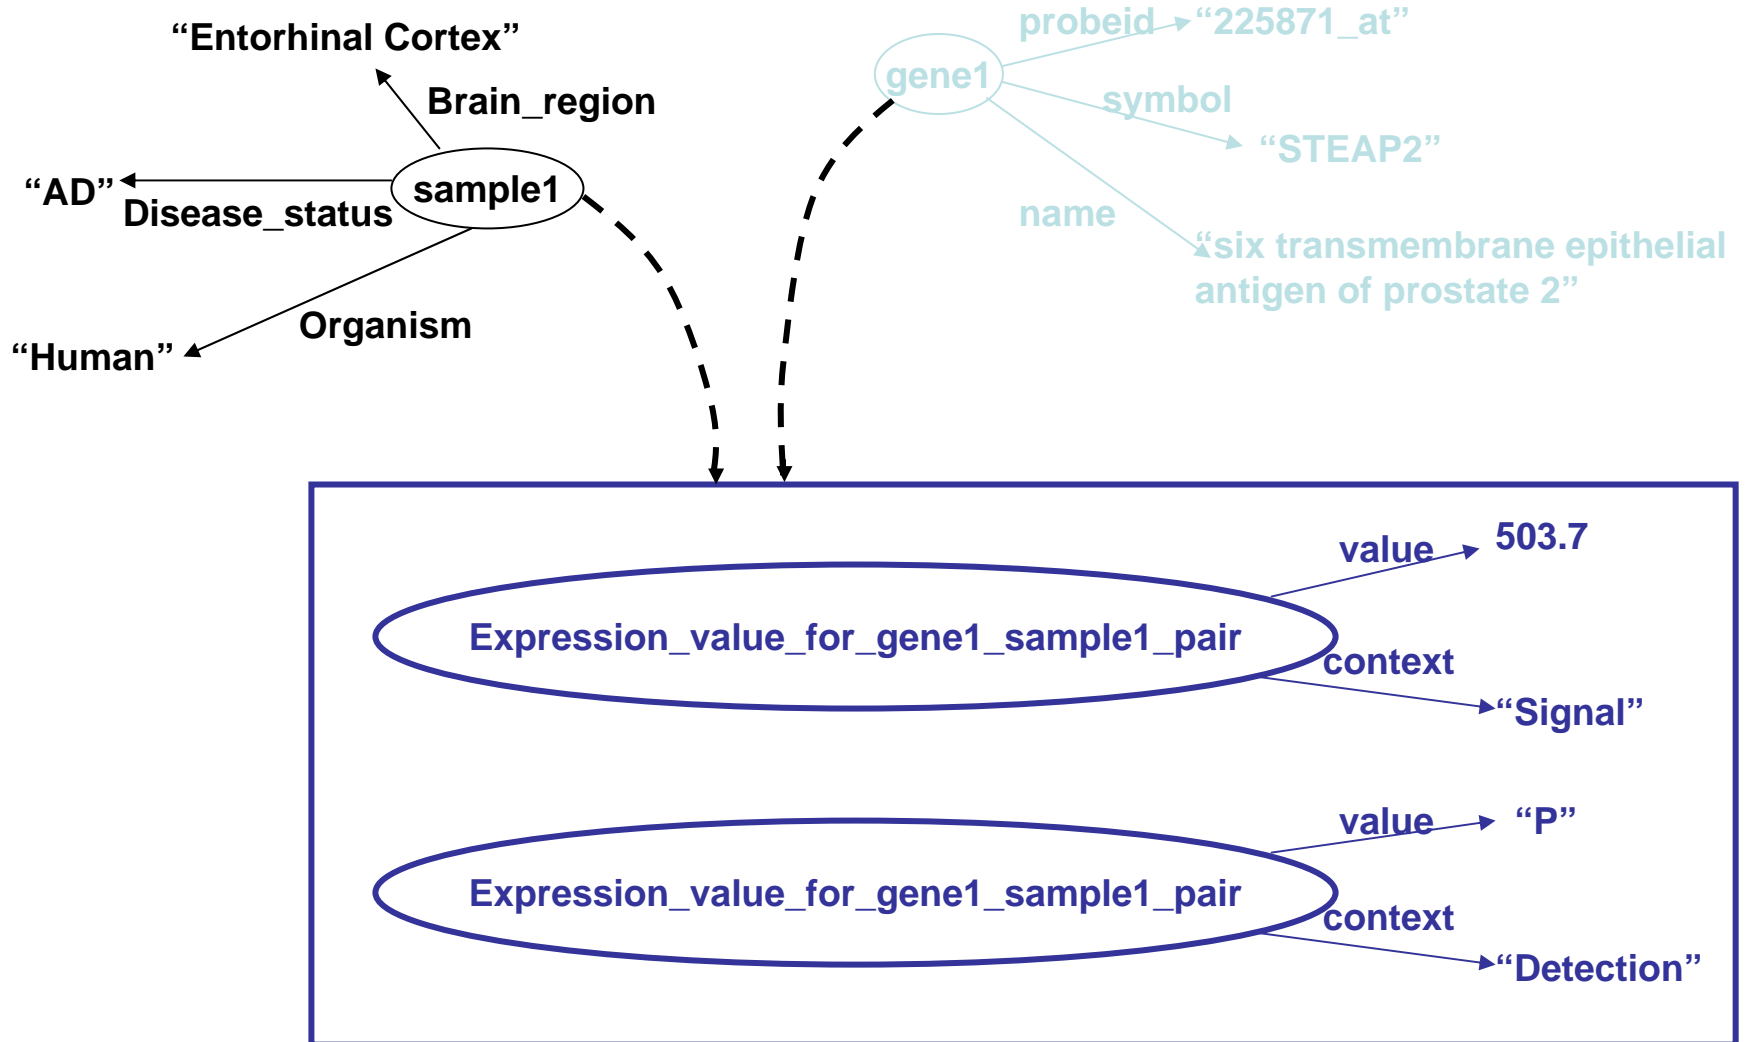 “Entorhinal Cortex”
Brain_region
“AD”
Disease_status
sample1
Organism
“Human”
probeid
“225871_at”
gene1
symbol
“STEAP2”
name
“six transmembrane epithelial
antigen of prostate 2”
value
503.7
Expression_value_for_gene1_sample1_pair
context
“Signal”
value
“P”
Expression_value_for_gene1_sample1_pair
context
“Detection”